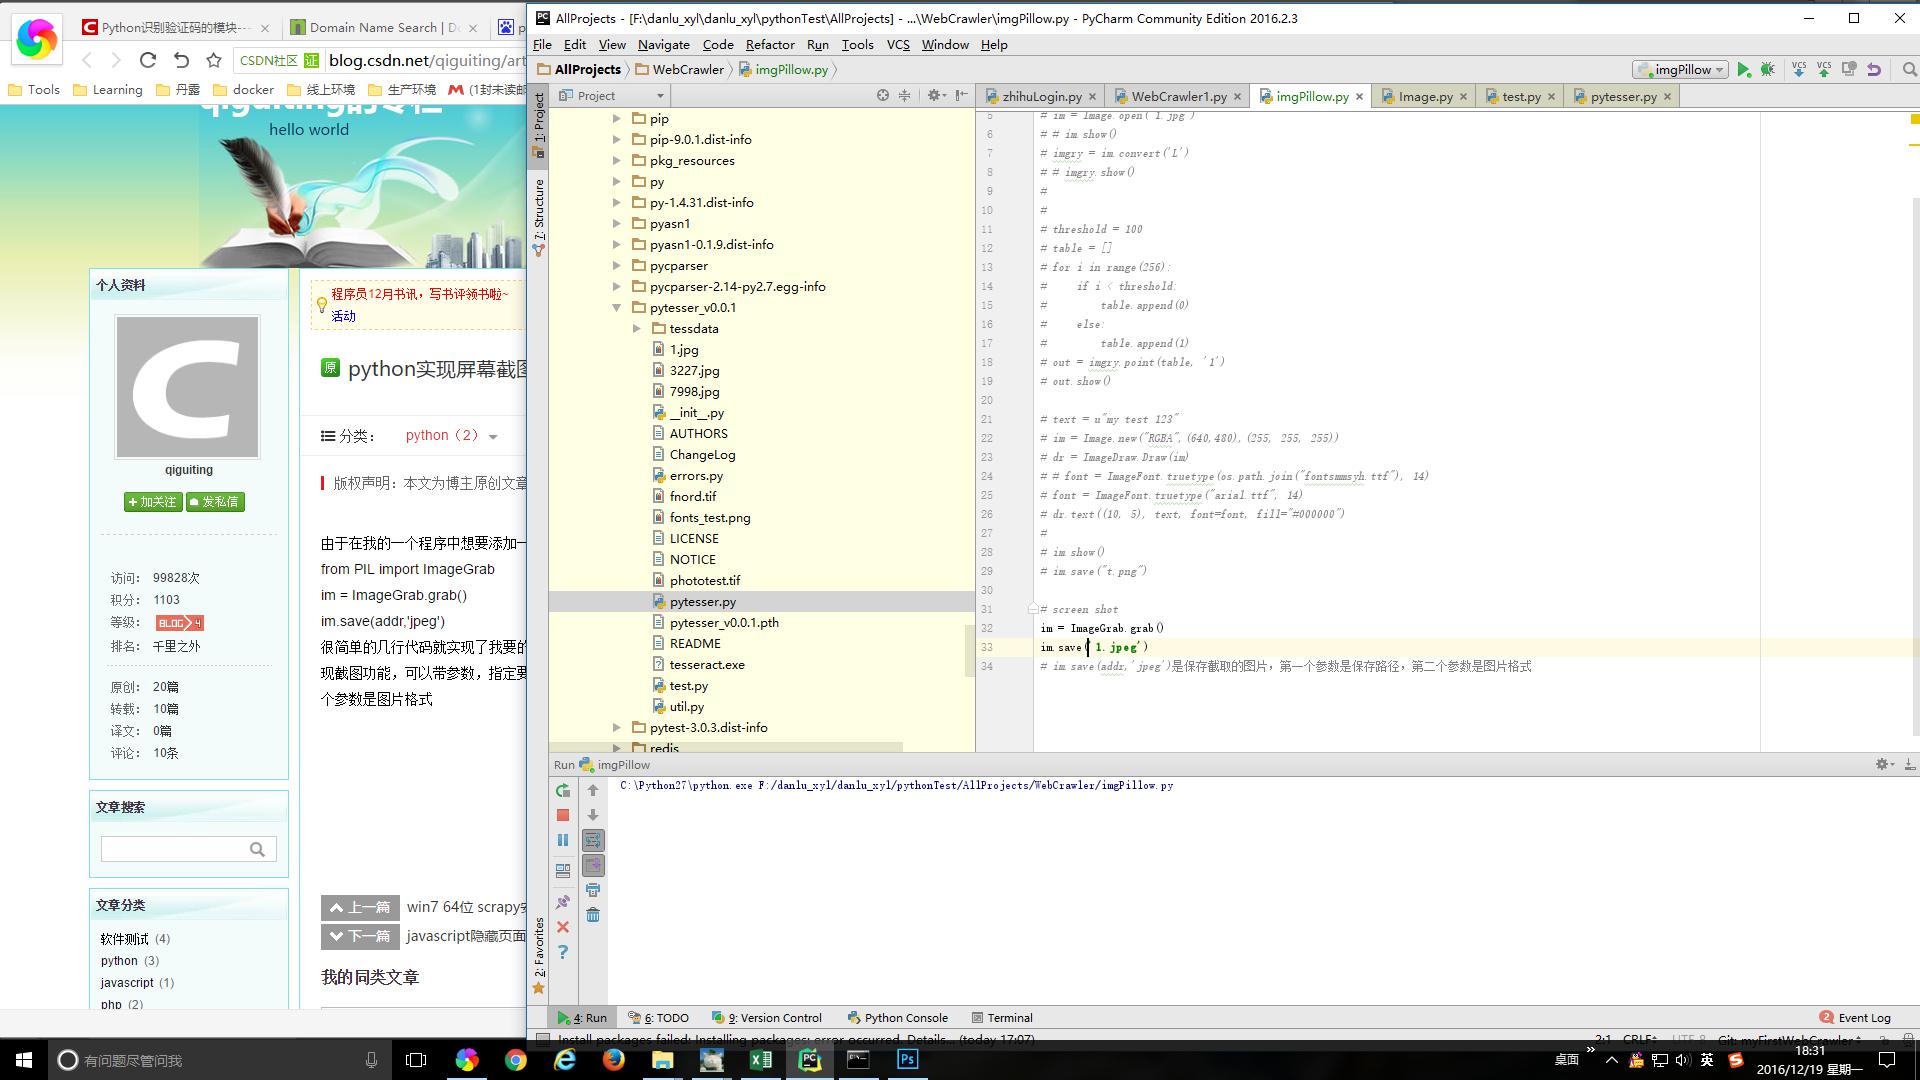 Python识别验证码的模块---
Domain Name Search | Do
AllProjects - [F:\danlu_xyl\danlu_xyl\pythonTest\AllProjects] - ...\WebCrawler\imgPillow.py - PyCharm Community Edition 2016.2.3
File Edit View Navigate Code Refactor Run Tools VCS Window Help
CSDN社区 证 blog.csdn.net/qiguiting/art
AllProjects WebCrawler imgPillow.py
imgPillow
VCS VCS
Tools Learning 丹露 docker 线上环境 生产环境 (1封未读邮
hello world
个人资料
qiguiting
+ 加关注 发私信
访问： 99828次
积分： 1103
等级： BLOG 4
排名： 千里之外
原创： 20篇
转载： 10篇
译文： 0篇
评论： 10条
文章搜索
文章分类
软件测试 (4)
python (3)
javascript (1)
php (2)
程序员12月书讯，写书评领书啦~
活动
原 python实现屏幕截图
分类： python（2）
版权声明：本文为博主原创文章
由于在我的一个程序中想要添加一
from PIL import ImageGrab
im = ImageGrab.grab()
im.save(addr,'jpeg')
很简单的几行代码就实现了我要的
现截图功能，可以带参数，指定要
个参数是图片格式
上一篇 win7 64位 scrapy安
下一篇 javascript隐藏页面
我的同类文章
1: Project
7: Structure
2: Favorites
Project
pip
pip-9.0.1.dist-info
pkg_resources
py
py-1.4.31.dist-info
pyasn1
pyasn1-0.1.9.dist-info
pycparser
pycparser-2.14-py2.7.egg-info
pytesser_v0.0.1
tessdata
1.jpg
3227.jpg
7998.jpg
__init__.py
AUTHORS
ChangeLog
errors.py
fnord.tif
fonts_test.png
LICENSE
NOTICE
phototest.tif
pytesser.py
pytesser_v0.0.1.pth
README
tesseract.exe
test.py
util.py
pytest-3.0.3.dist-info
redis
zhihuLogin.py WebCrawler1.py imgPillow.py Image.py test.py pytesser.py
5 # im = Image.open('1.jpg')
6 # # im.show()
7 # imgry = im.convert('L')
8 # # imgry.show()
9 #
10 #
11 # threshold = 100
12 # table = []
13 # for i in range(256):
14 #     if i < threshold:
15 #         table.append(0)
16 #     else:
17 #         table.append(1)
18 # out = imgry.point(table, '1')
19 # out.show()
20
21 # text = u"my test 123"
22 # im = Image.new("RGBA",(640,480),(255, 255, 255))
23 # dr = ImageDraw.Draw(im)
24 # # font = ImageFont.truetype(os.path.join("fontsmmsyh.ttf"), 14)
25 # font = ImageFont.truetype("arial.ttf", 14)
26 # dr.text((10, 5), text, font=font, fill="#000000")
27 #
28 # im.show()
29 # im.save("t.png")
30
31 # screen shot
32 im = ImageGrab.grab()
33 im.save('1.jpeg')
34 # im.save(addr,'jpeg')是保存截取的图片，第一个参数是保存路径，第二个参数是图片格式
Run imgPillow
C:\Python27\python.exe F:/danlu_xyl/danlu_xyl/pythonTest/AllProjects/WebCrawler/imgPillow.py
4: Run 6: TODO 9: Version Control Python Console Terminal 2 Event Log
Install packages failed: Installing packages: error occurred. Details... (today 17:07) 2:1 CRLF UTF-8 Git: myFirstWebCrawler
有问题尽管问我
Ps
桌面 英
18:31
2016/12/19 星期一